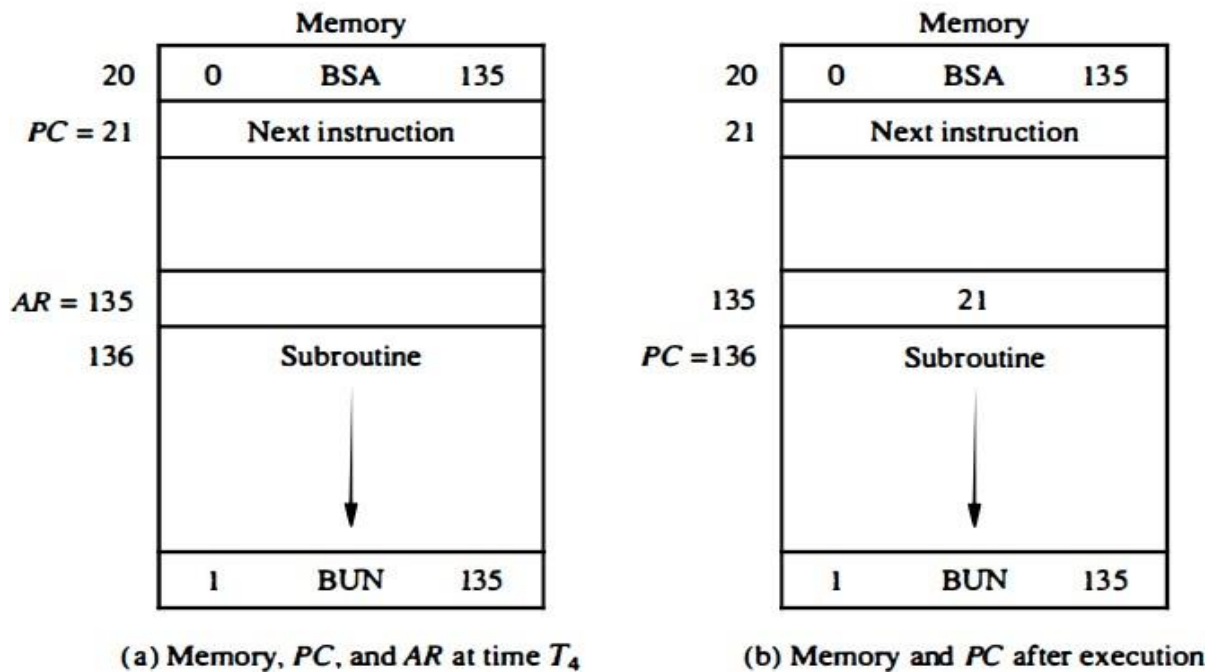 Memory
20 0 BSA 135
PC = 21 Next instruction
AR = 135
136 Subroutine
1 BUN 135
(a) Memory, PC, and AR at time T4
Memory
20 0 BSA 135
21 Next instruction
135 21
PC =136 Subroutine
1 BUN 135
(b) Memory and PC after execution